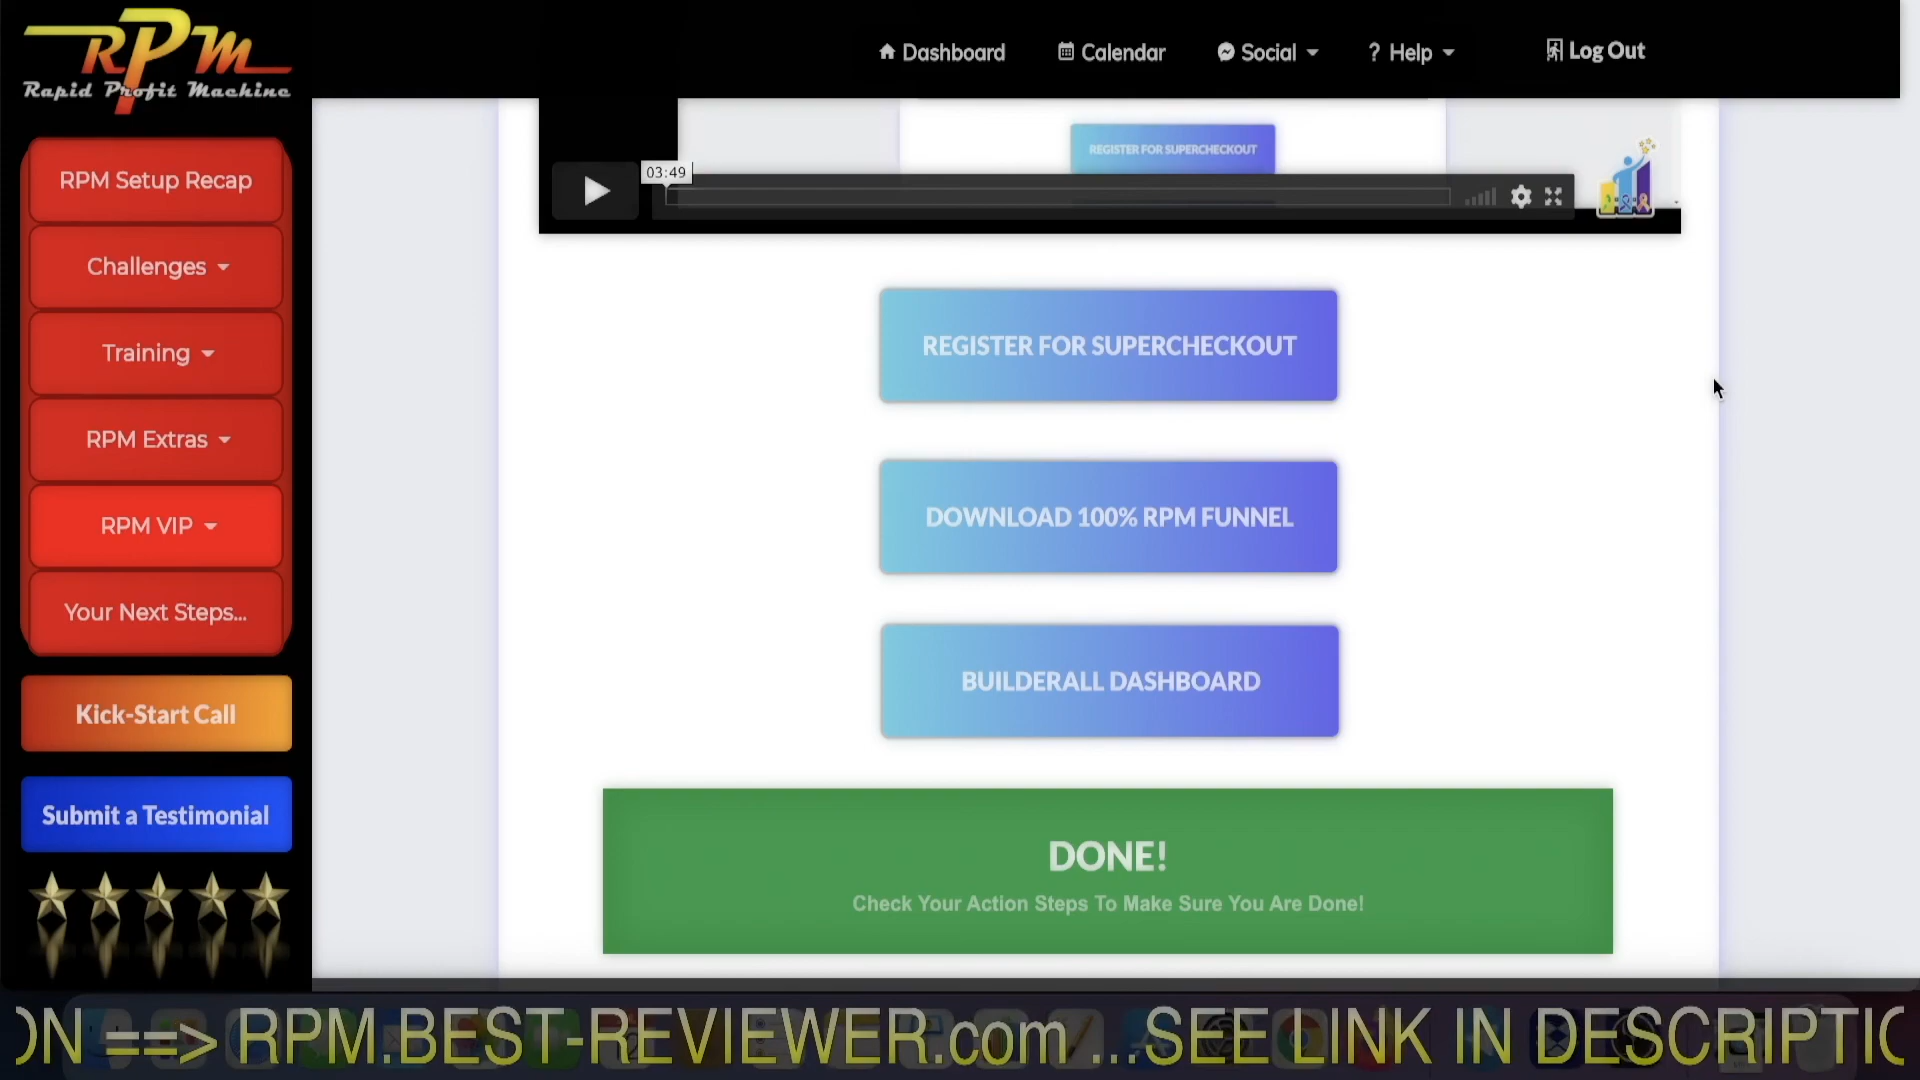 RPM
Rapid Profit Machine
Dashboard
Calendar
Social
? Help
Log Out
RPM Setup Recap
Challenges
Training
RPM Extras
RPM VIP
Your Next Steps...
Kick-Start Call
Submit a Testimonial
REGISTER FOR SUPERCHECKOUT
03:49
REGISTER FOR SUPERCHECKOUT
DOWNLOAD 100% RPM FUNNEL
BUILDERALL DASHBOARD
DONE!
Check Your Action Steps To Make Sure You Are Done!
ON ==> RPM.BEST-REVIEWER.com ...SEE LINK IN DESCRIPTIO